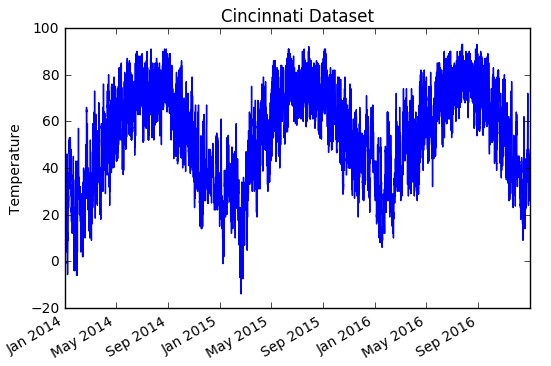 Cincinnati Dataset
100
80
60
40
20
0
−20
Temperature
Jan 2014
May 2014
Sep 2014
Jan 2015
May 2015
Sep 2015
Jan 2016
May 2016
Sep 2016